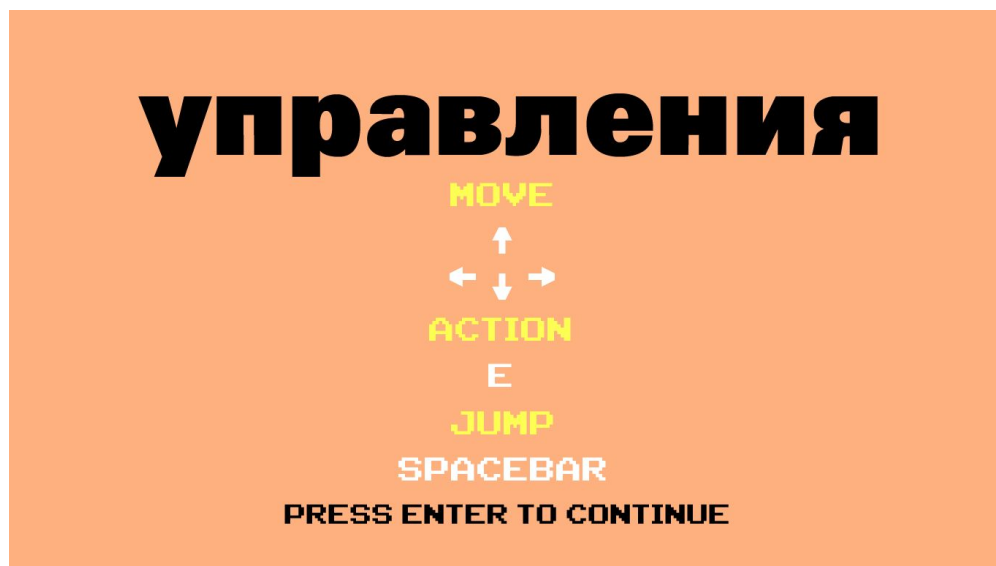 управления
MOVE
ACTION
E
JUMP
SPACEBAR
PRESS ENTER TO CONTINUE